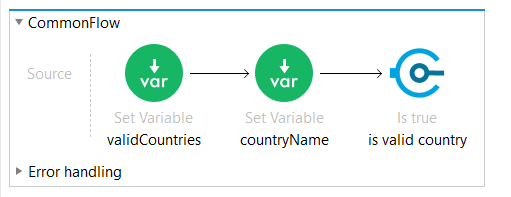 CommonFlow
Source
var
var
Set Variable
Set Variable
Is true
validCountries
countryName
is valid country
Error handling